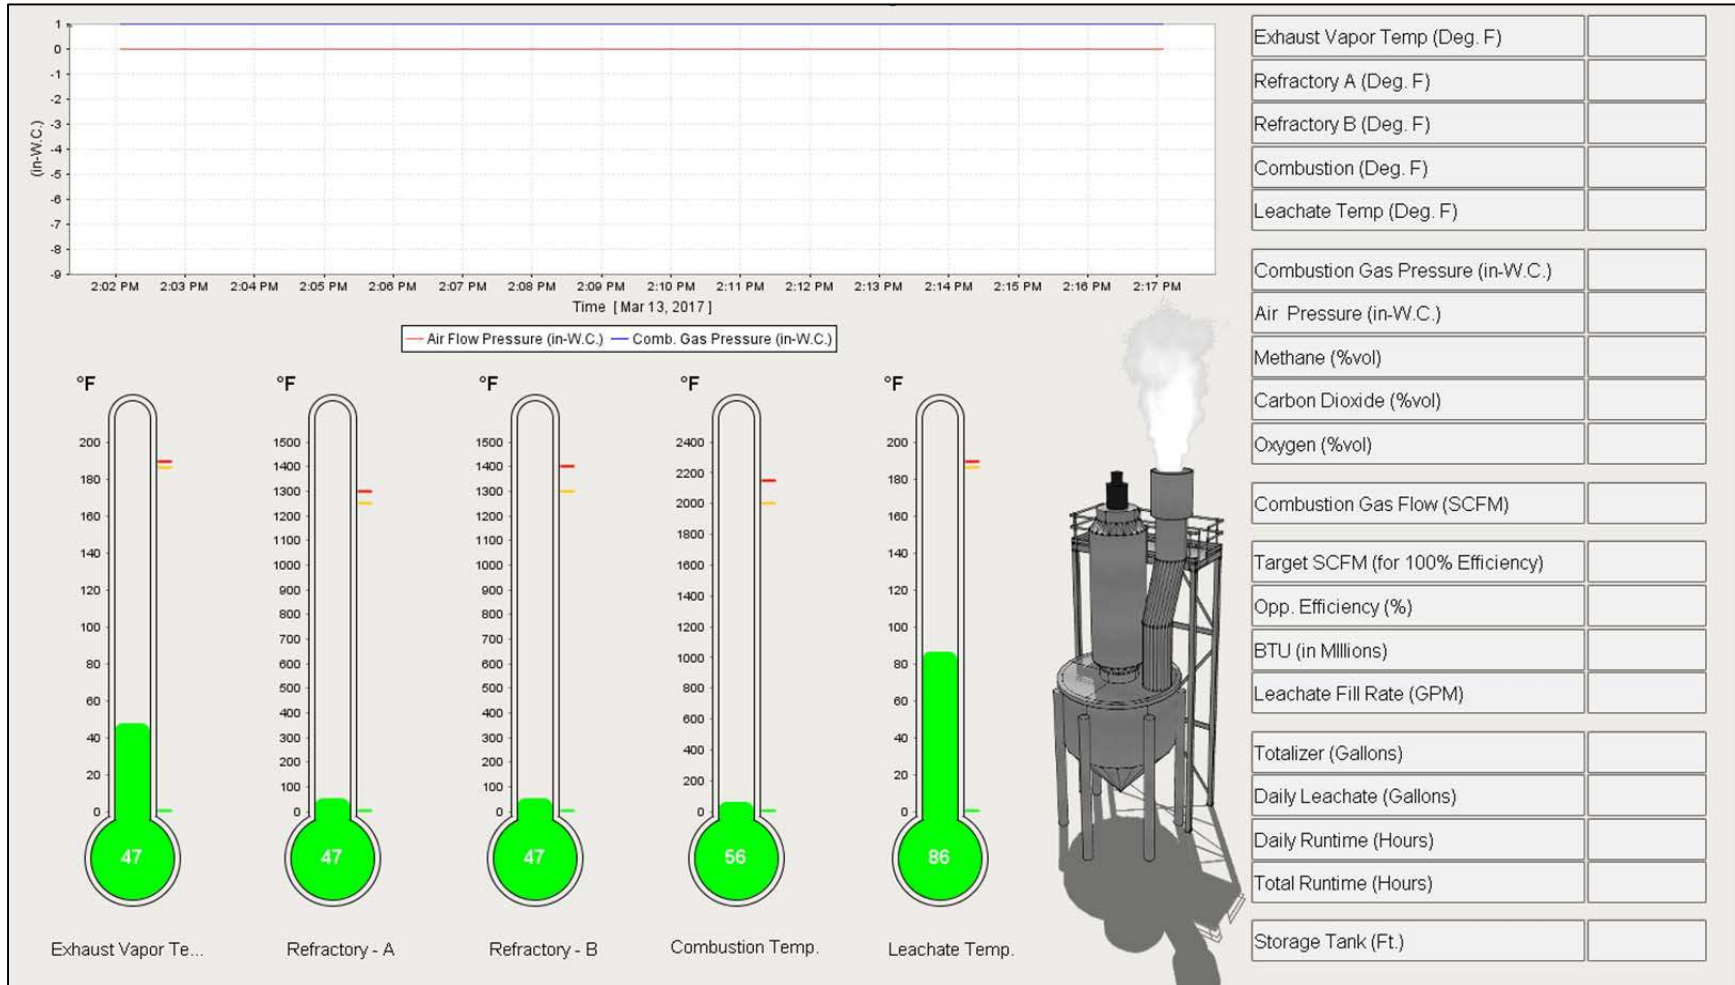 1
0
-1
-2
-3
-4
-5
-6
-7
-8
-9
(in-W.C.)
2:02 PM 2:03 PM 2:04 PM 2:05 PM 2:06 PM 2:07 PM 2:08 PM 2:09 PM 2:10 PM 2:11 PM 2:12 PM 2:13 PM 2:14 PM 2:15 PM 2:16 PM 2:17 PM
Time [ Mar 13, 2017 ]
Air Flow Pressure (in-W.C.) Comb. Gas Pressure (in-W.C.)
°F
200
180
160
140
120
100
80
60
40
20
0
47
Exhaust Vapor Te...
°F
1500
1400
1300
1200
1100
1000
900
800
700
600
500
400
300
200
100
0
47
Refractory - A
°F
1500
1400
1300
1200
1100
1000
900
800
700
600
500
400
300
200
100
0
47
Refractory - B
°F
2400
2200
2000
1800
1600
1400
1200
1000
800
600
400
200
0
56
Combustion Temp.
°F
200
180
160
140
120
100
80
60
40
20
0
86
Leachate Temp.
Exhaust Vapor Temp (Deg. F)
Refractory A (Deg. F)
Refractory B (Deg. F)
Combustion (Deg. F)
Leachate Temp (Deg. F)
Combustion Gas Pressure (in-W.C.)
Air Pressure (in-W.C.)
Methane (%vol)
Carbon Dioxide (%vol)
Oxygen (%vol)
Combustion Gas Flow (SCFM)
Target SCFM (for 100% Efficiency)
Opp. Efficiency (%)
BTU (in MIllions)
Leachate Fill Rate (GPM)
Totalizer (Gallons)
Daily Leachate (Gallons)
Daily Runtime (Hours)
Total Runtime (Hours)
Storage Tank (Ft.)